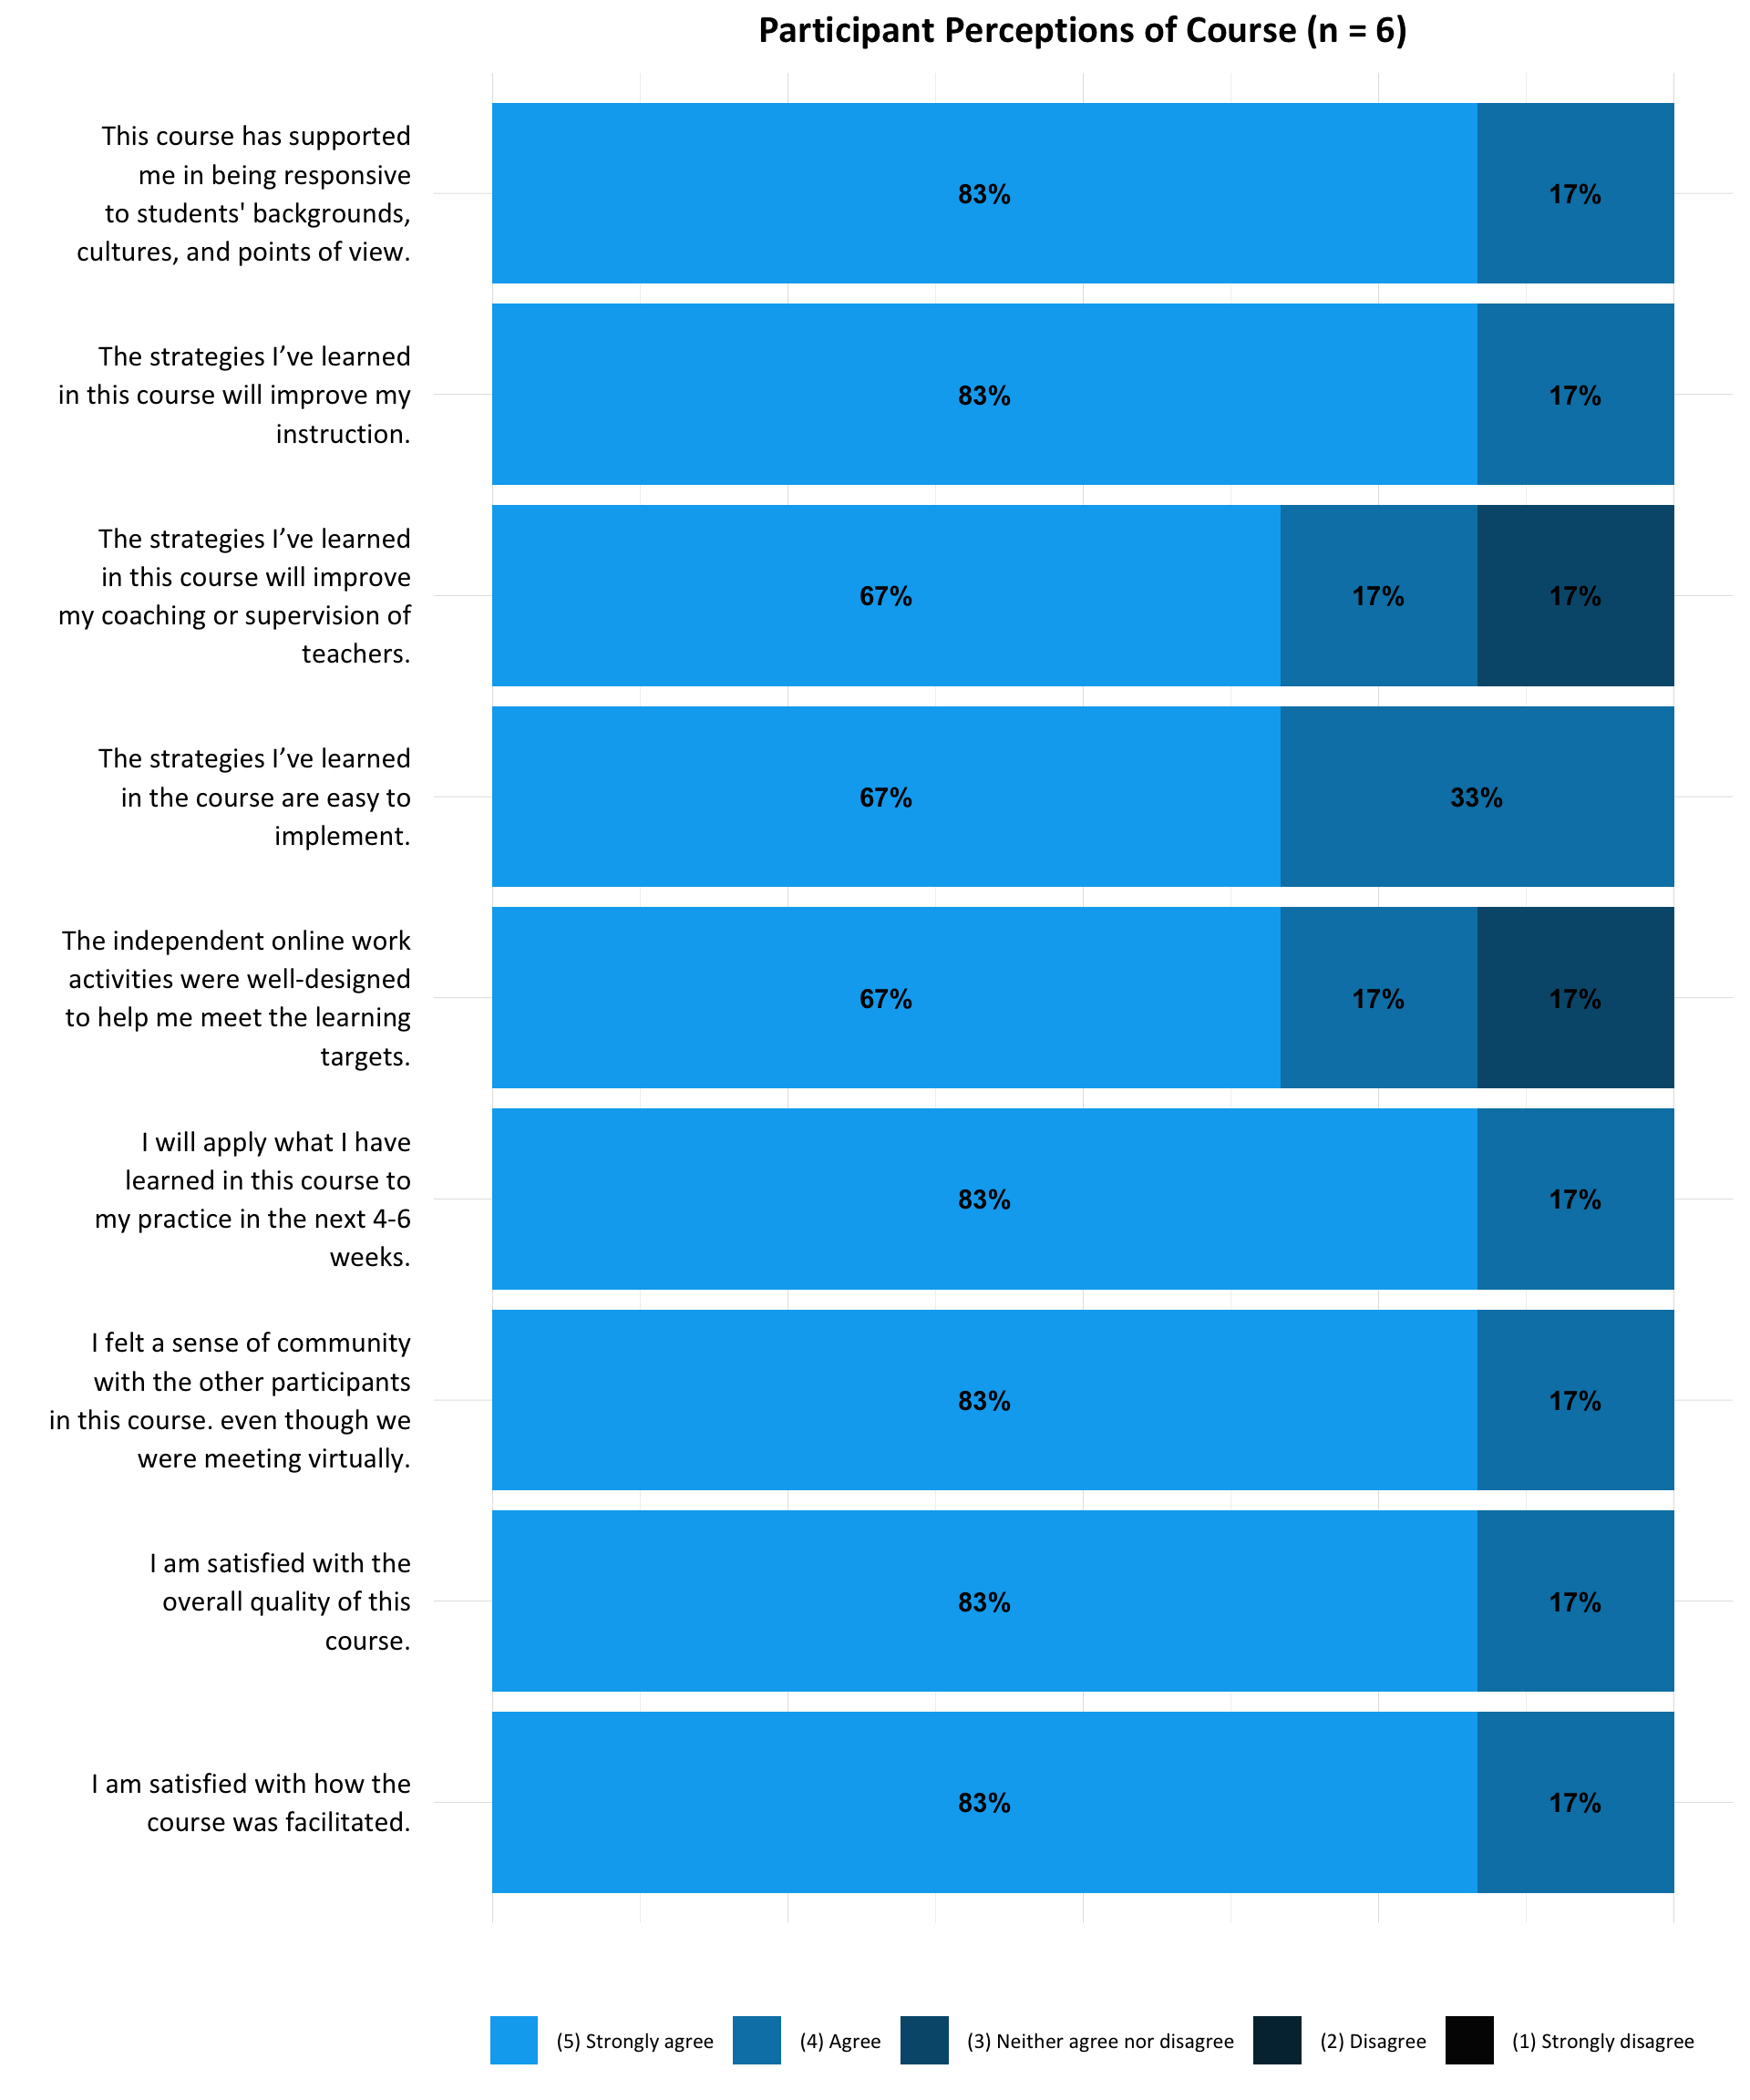 Participant Perceptions of Course (n = 6)
This course has supported
me in being responsive
to students' backgrounds,
cultures, and points of view.
83%
17%
The strategies I’ve learned
in this course will improve my
instruction.
83%
17%
The strategies I’ve learned
in this course will improve
my coaching or supervision of
teachers.
67%
17%
17%
The strategies I’ve learned
in the course are easy to
implement.
67%
33%
The independent online work
activities were well-designed
to help me meet the learning
targets.
67%
17%
17%
I will apply what I have
learned in this course to
my practice in the next 4-6
weeks.
83%
17%
I felt a sense of community
with the other participants
in this course. even though we
were meeting virtually.
83%
17%
I am satisfied with the
overall quality of this
course.
83%
17%
I am satisfied with how the
course was facilitated.
83%
17%
(5) Strongly agree
(4) Agree
(3) Neither agree nor disagree
(2) Disagree
(1) Strongly disagree